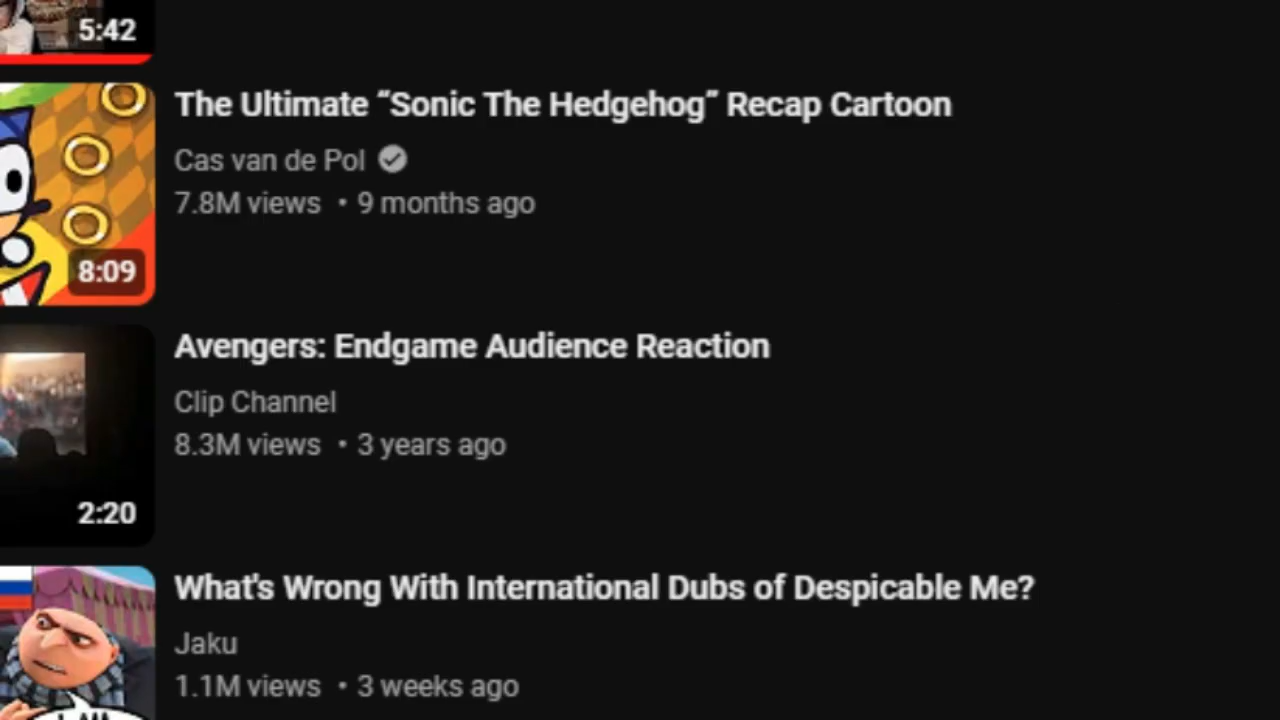 5:42
The Ultimate “Sonic The Hedgehog” Recap Cartoon
Cas van de Pol
7.8M views • 9 months ago
8:09
Avengers: Endgame Audience Reaction
Clip Channel
8.3M views • 3 years ago
2:20
What's Wrong With International Dubs of Despicable Me?
Jaku
1.1M views • 3 weeks ago